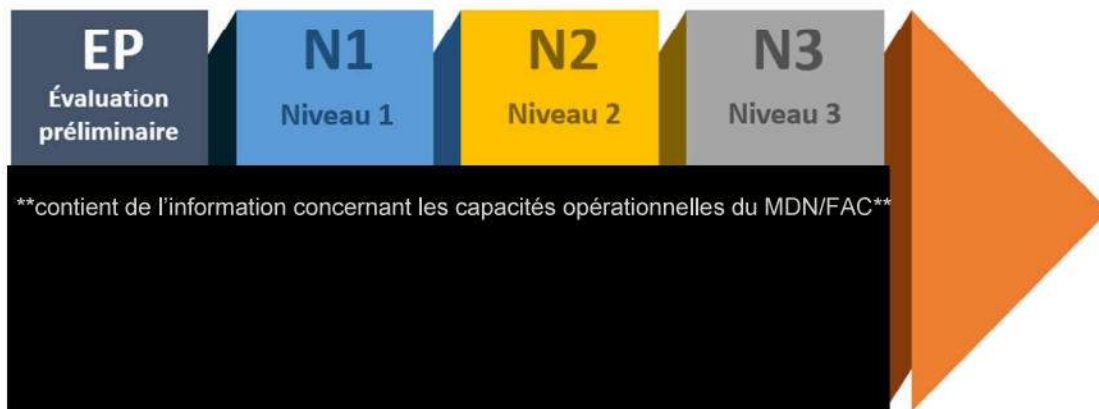 EP
Évaluation
préliminaire
N1
Niveau 1
N2
Niveau 2
N3
Niveau 3
**contient de l'information concernant les capacités opérationnelles du MDN/FAC**